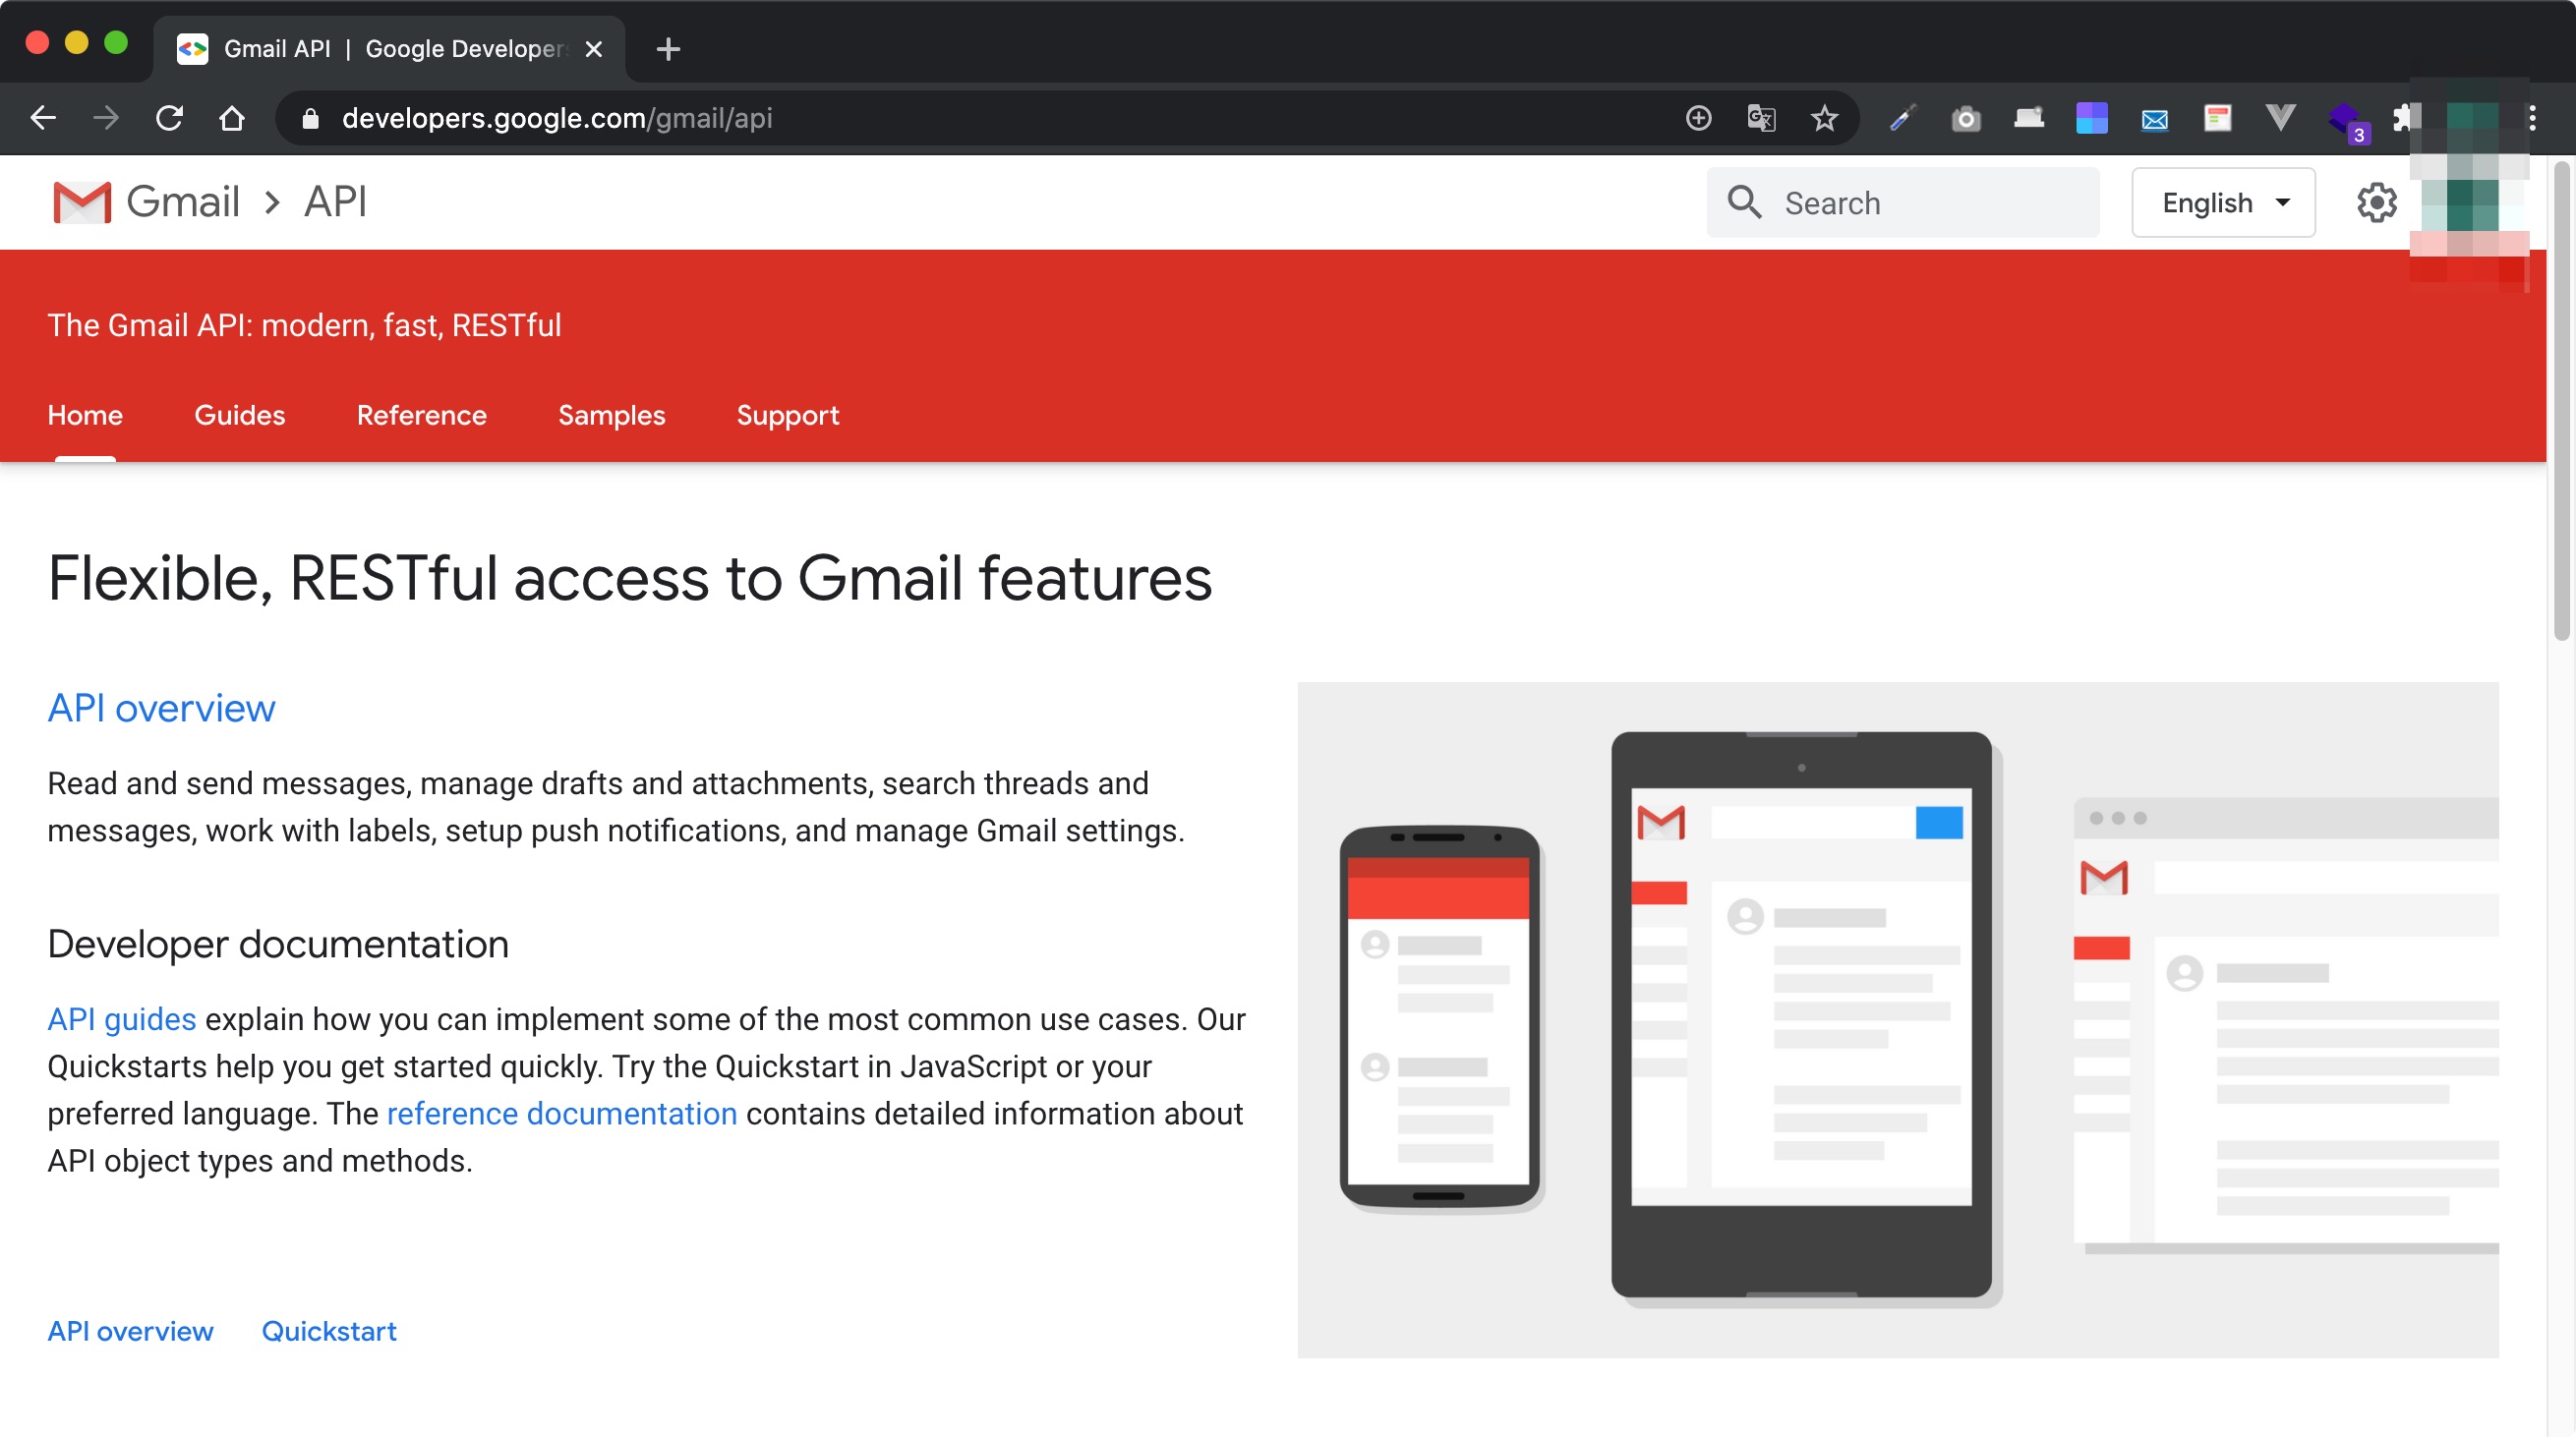 Gmail API | Google Developer
developers.google.com/gmail/api
3
Gmail > API
Search
English
The Gmail API: modern, fast, RESTful
Home Guides Reference Samples Support
Flexible, RESTful access to Gmail features
API overview
Read and send messages, manage drafts and attachments, search threads and
messages, work with labels, setup push notifications, and manage Gmail settings.
Developer documentation
API guides explain how you can implement some of the most common use cases. Our
Quickstarts help you get started quickly. Try the Quickstart in JavaScript or your
preferred language. The reference documentation contains detailed information about
API object types and methods.
API overview Quickstart